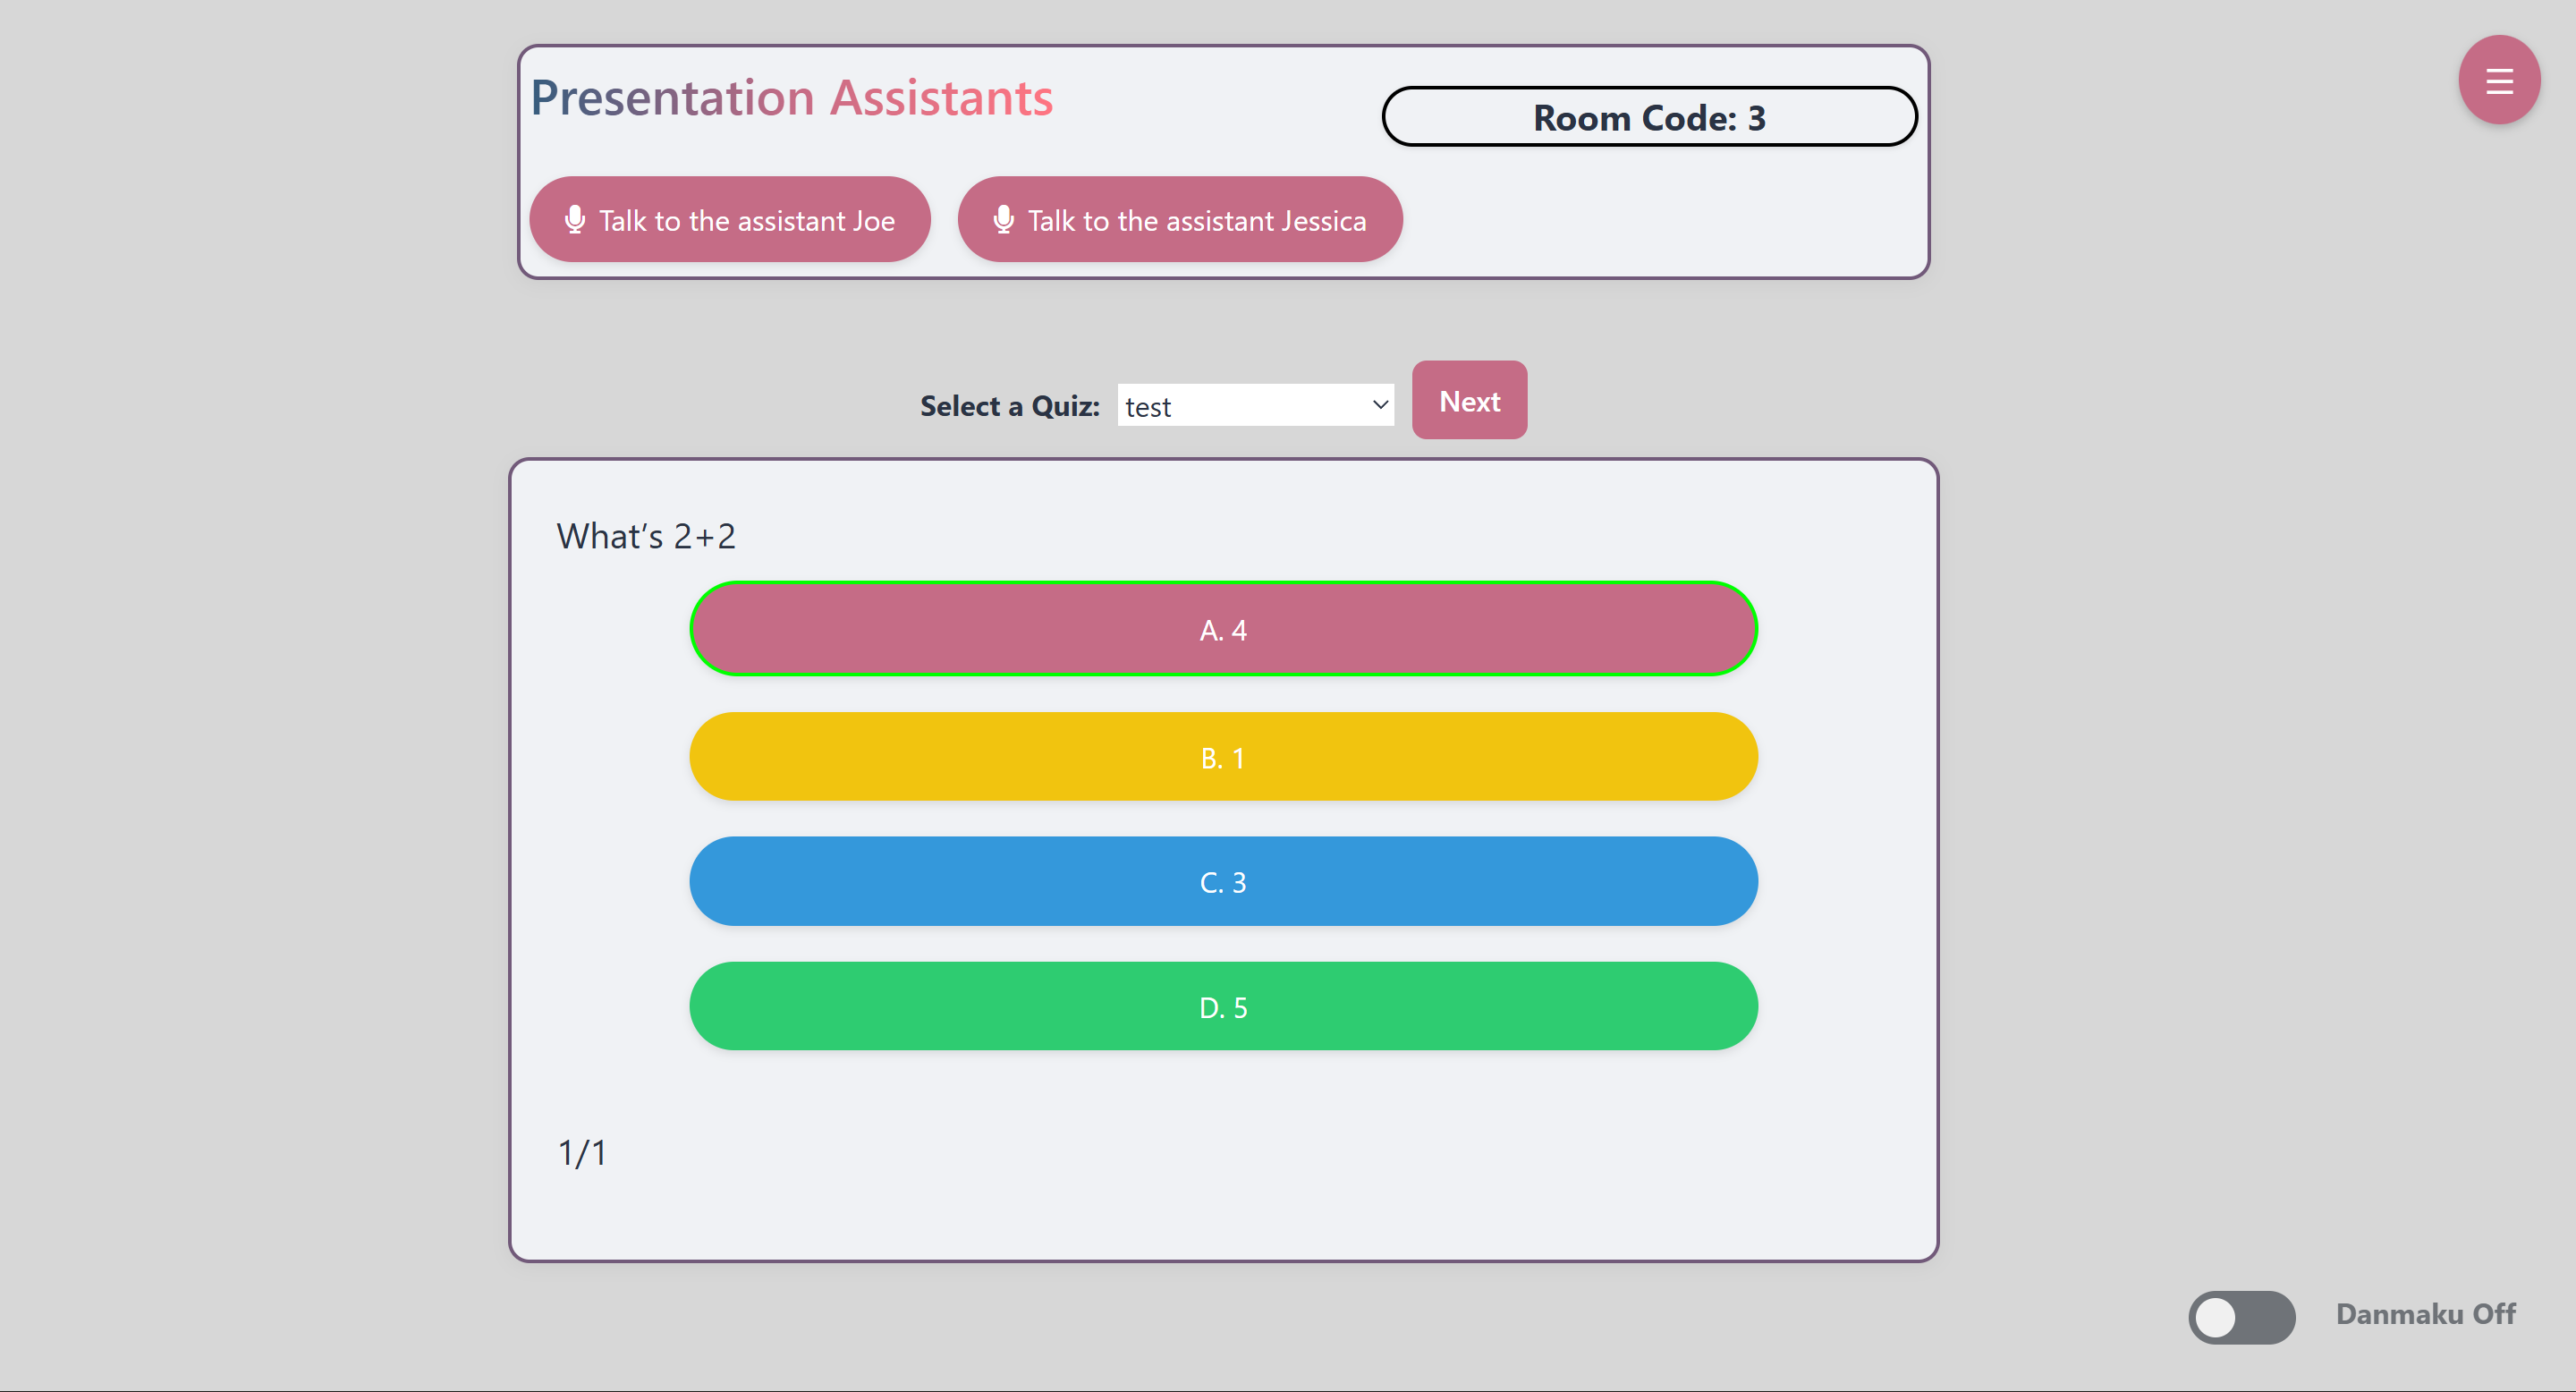 Presentation Assistants
Room Code: 3
Talk to the assistant Joe
Talk to the assistant Jessica
Select a Quiz:
test
Next
What's 2+2
A. 4
B. 1
C. 3
D. 5
1/1
Danmaku Off